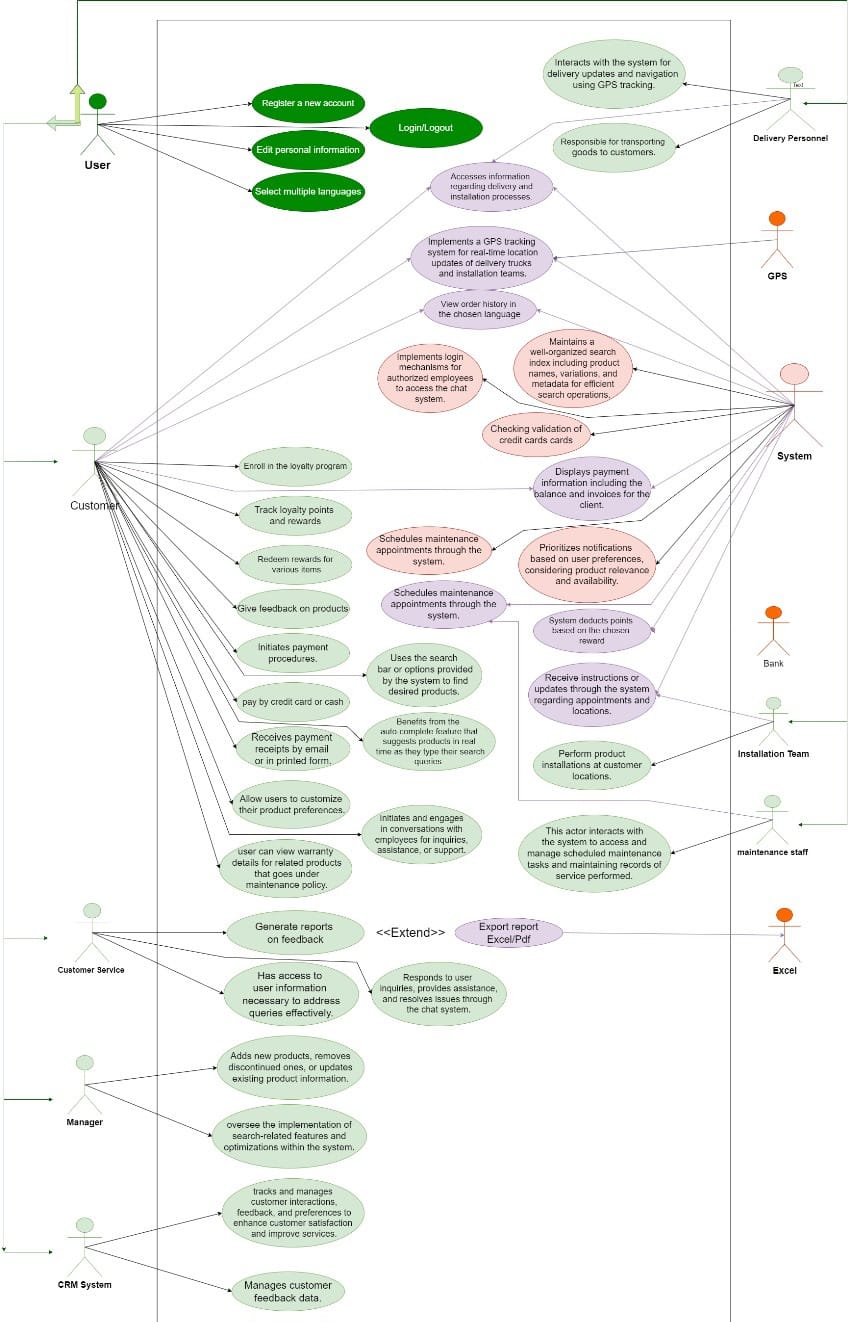 Interacts with the system for
delivery updates and navigation
using GPS tracking.
Text
Delivery Personnel
Register a new account
Login/Logout
Edit personal information
Select multiple languages
User
Responsible for transporting
goods to customers.
Accesses information
regarding delivery and
installation processes.
Implements a GPS tracking
system for real-time location
updates of delivery trucks
and installation teams.
GPS
View order history in
the chosen language
Implements login
mechanisms for
authorized employees
to access the chat
system.
Maintains a
well-organized search
index including product
names, variations, and
metadata for efficient
search operations.
Checking validation of
credit cards cards
System
Customer
Enroll in the loyalty program
Displays payment
information including the
balance and invoices for the
client.
Track loyalty points
and rewards
Schedules maintenance
appointments through the
system.
Prioritizes notifications
based on user preferences,
considering product relevance
and availability.
Redeem rewards for
various items
Schedules maintenance
appointments through the
system.
Give feedback on products
System deducts points
based on the chosen
reward
Bank
Initiates payment
procedures.
Uses the search
bar or options provided
by the system to find
desired products.
Receive instructions or
updates through the system
regarding appointments and
locations.
pay by credit card or cash
Benefits from the
auto-complete feature that
suggests products in real
time as they type their search
queries
Receives payment
receipts by email
or in printed form.
Installation Team
Perform product
installations at customer
locations.
Allow users to customize
their product preferences.
initiates and engages
in conversations with
employees for inquiries,
assistance, or support.
This actor interacts with
the system to access and
manage scheduled maintenance
tasks and maintaining records of
service performed.
maintenance staff
user can view warranty
details for related products
that goes under
maintenance policy.
Generate reports
on feedback
<<Extend>>
Export report
Excel/Pdf
Excel
Customer Service
Has access to
user information
necessary to address
queries effectively.
Responds to user
inquiries, provides assistance,
and resolves issues through
the chat system.
Adds new products, removes
discontinued ones, or updates
existing product information.
Manager
oversee the implementation of
search-related features and
optimizations within the system.
tracks and manages
customer interactions,
feedback, and preferences to
enhance customer satisfaction
and improve services.
CRM System
Manages customer
feedback data.